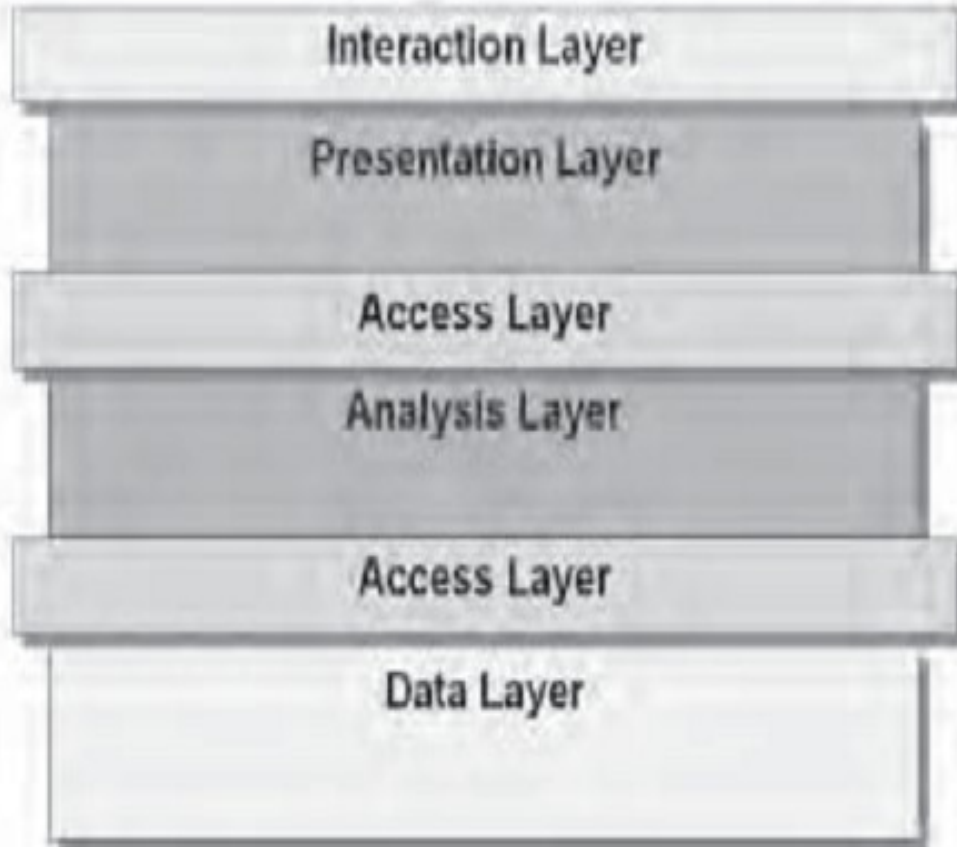 Interaction Layer
Presentation Layer
Access Layer
Analysis Layer
Access Layer
Data Layer